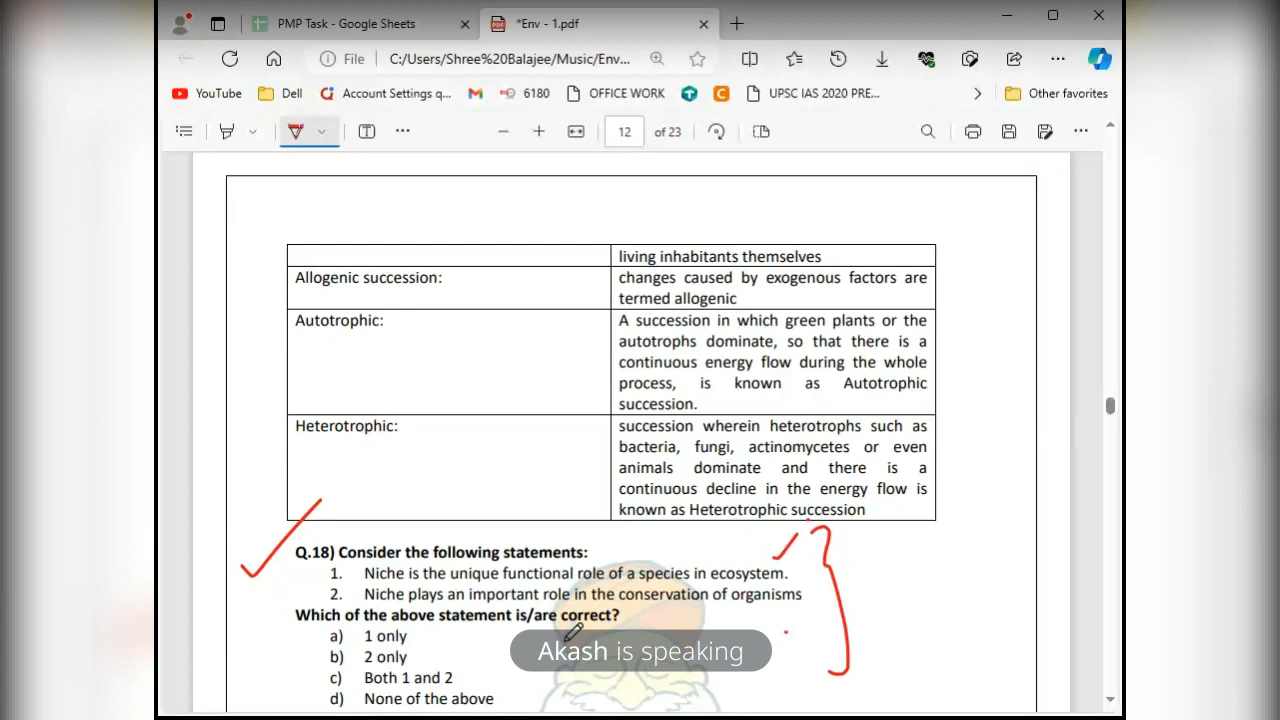 PMP Task - Google Sheets
*Env - 1.pdf
File
C:/Users/Shree%20Balajee/Music/Env...
YouTube
Dell
Account Settings q...
6180
OFFICE WORK
UPSC IAS 2020 PRE...
Other favorites
12 of 23
living inhabitants themselves
Allogenic succession:
changes caused by exogenous factors are
termed allogenic
Autotrophic:
A succession in which green plants or the
autotrophs dominate, so that there is a
continuous energy flow during the whole
process, is known as Autotrophic
succession.
Heterotrophic:
succession wherein heterotrophs such as
bacteria, fungi, actinomycetes or even
animals dominate and there is a
continuous decline in the energy flow is
known as Heterotrophic succession
Q.18) Consider the following statements:
1. Niche is the unique functional role of a species in ecosystem.
2. Niche plays an important role in the conservation of organisms
Which of the above statement is/are correct?
a) 1 only
Akash is speaking
b) 2 only
c) Both 1 and 2
d) None of the above